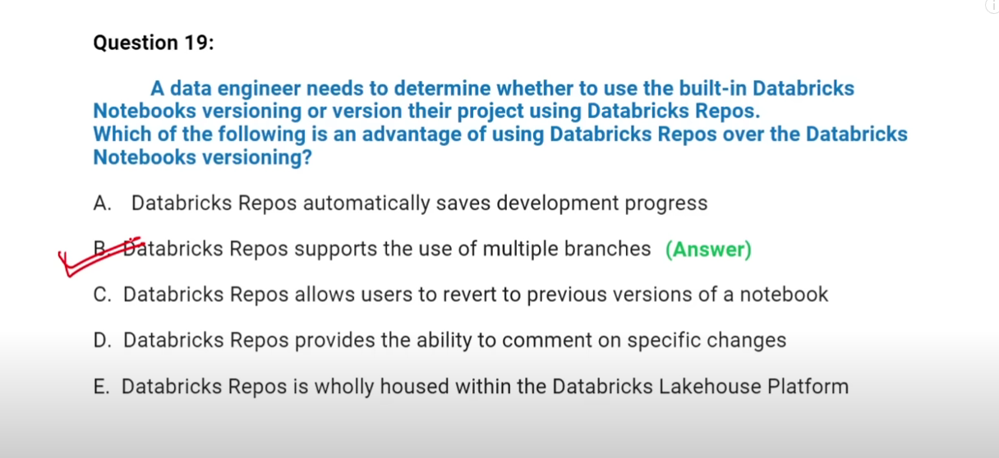 Question 19:
A data engineer needs to determine whether to use the built-in Databricks
Notebooks versioning or version their project using Databricks Repos.
Which of the following is an advantage of using Databricks Repos over the Databricks
Notebooks versioning?
A. Databricks Repos automatically saves development progress
B. Databricks Repos supports the use of multiple branches (Answer)
C. Databricks Repos allows users to revert to previous versions of a notebook
D. Databricks Repos provides the ability to comment on specific changes
E. Databricks Repos is wholly housed within the Databricks Lakehouse Platform